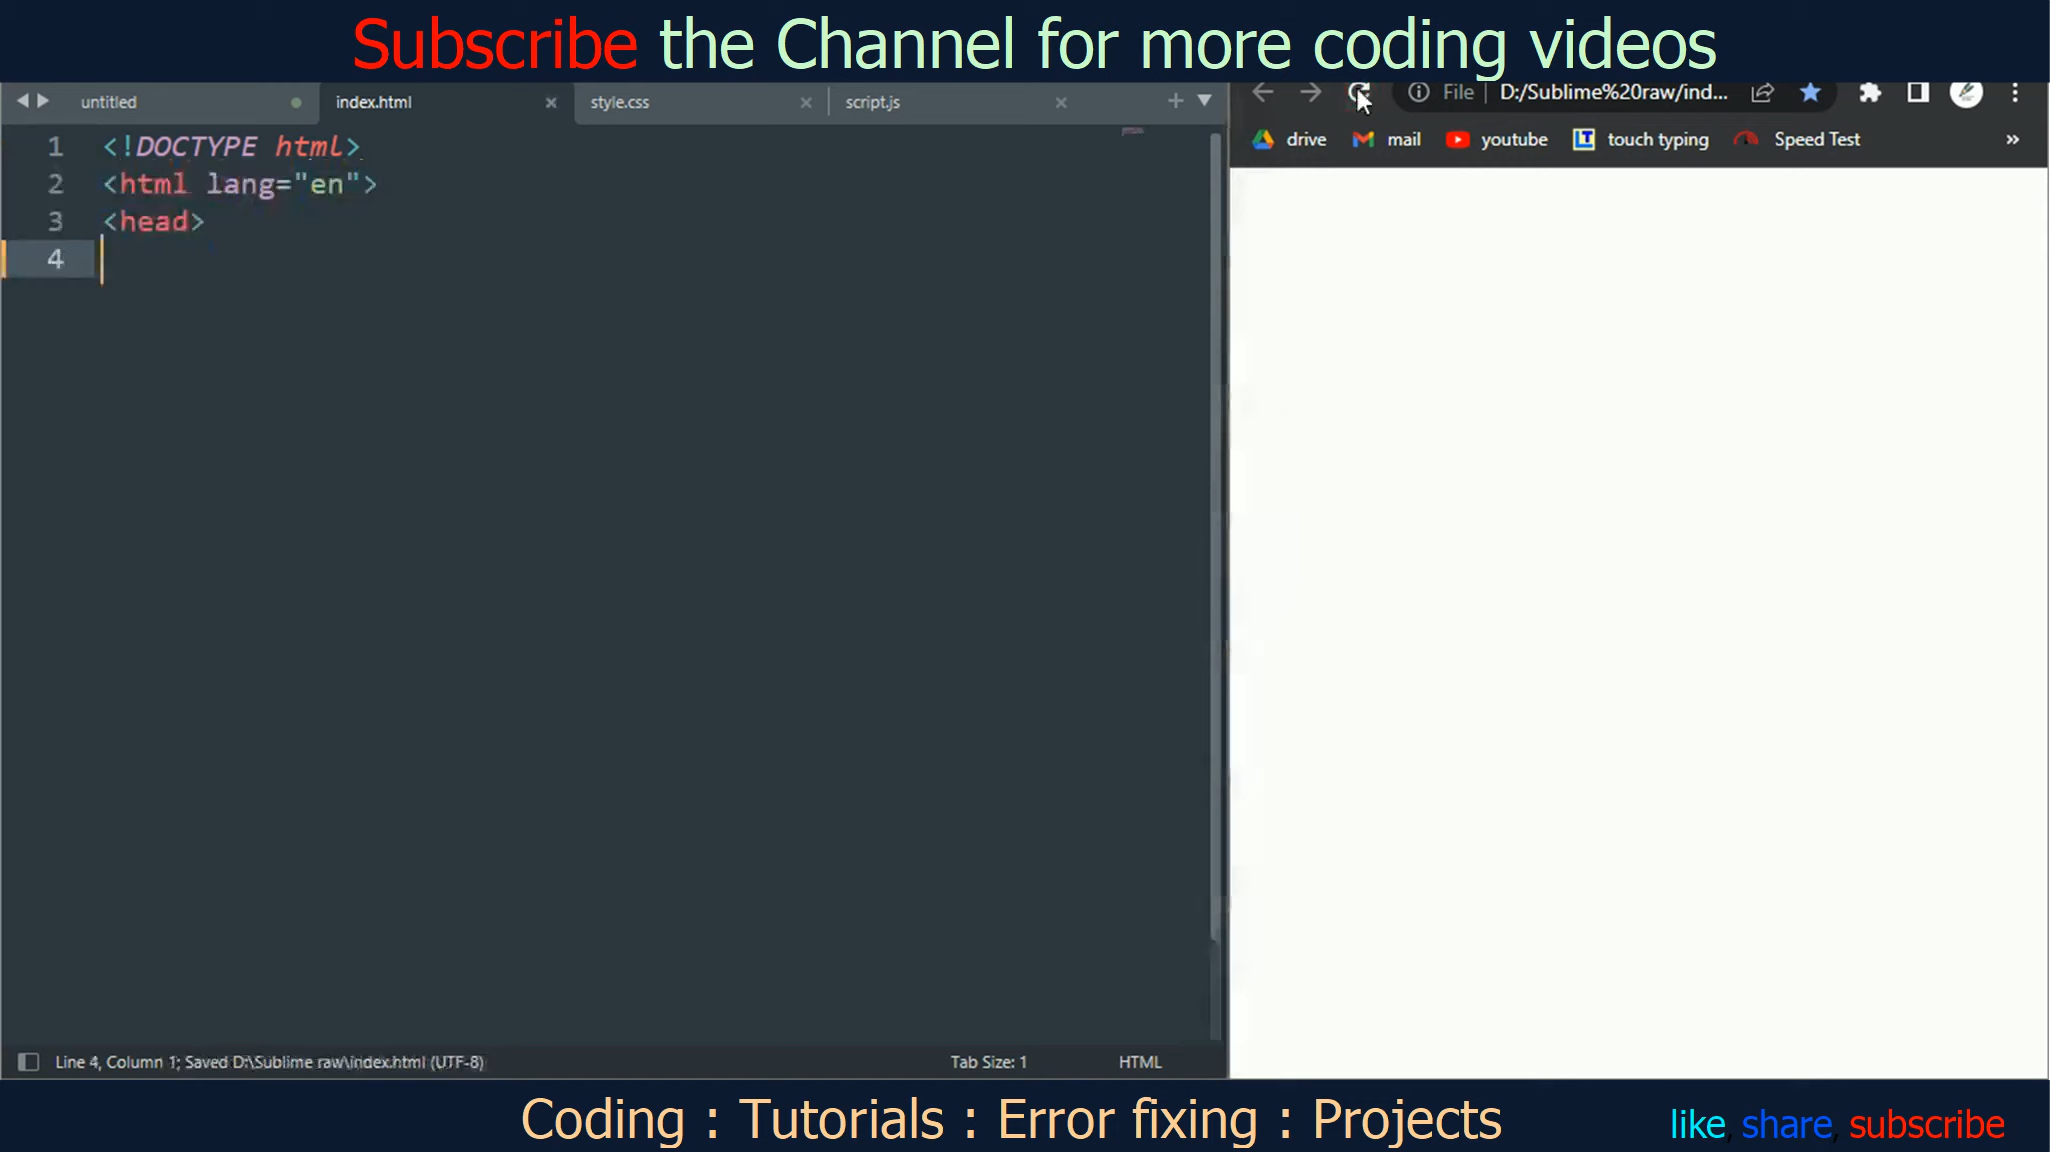 Subscribe the Channel for more coding videos
untitled index.html style.css script.js
File D:/Sublime%20raw/ind...
drive mail youtube touch typing Speed Test
1 <!DOCTYPE html>
2 <html lang="en">
3 <head>
4
Line 4, Column 1; Saved D:\Sublime raw\index.html (UTF-8) Tab Size: 1 HTML
Coding : Tutorials : Error fixing : Projects
like, share, subscribe